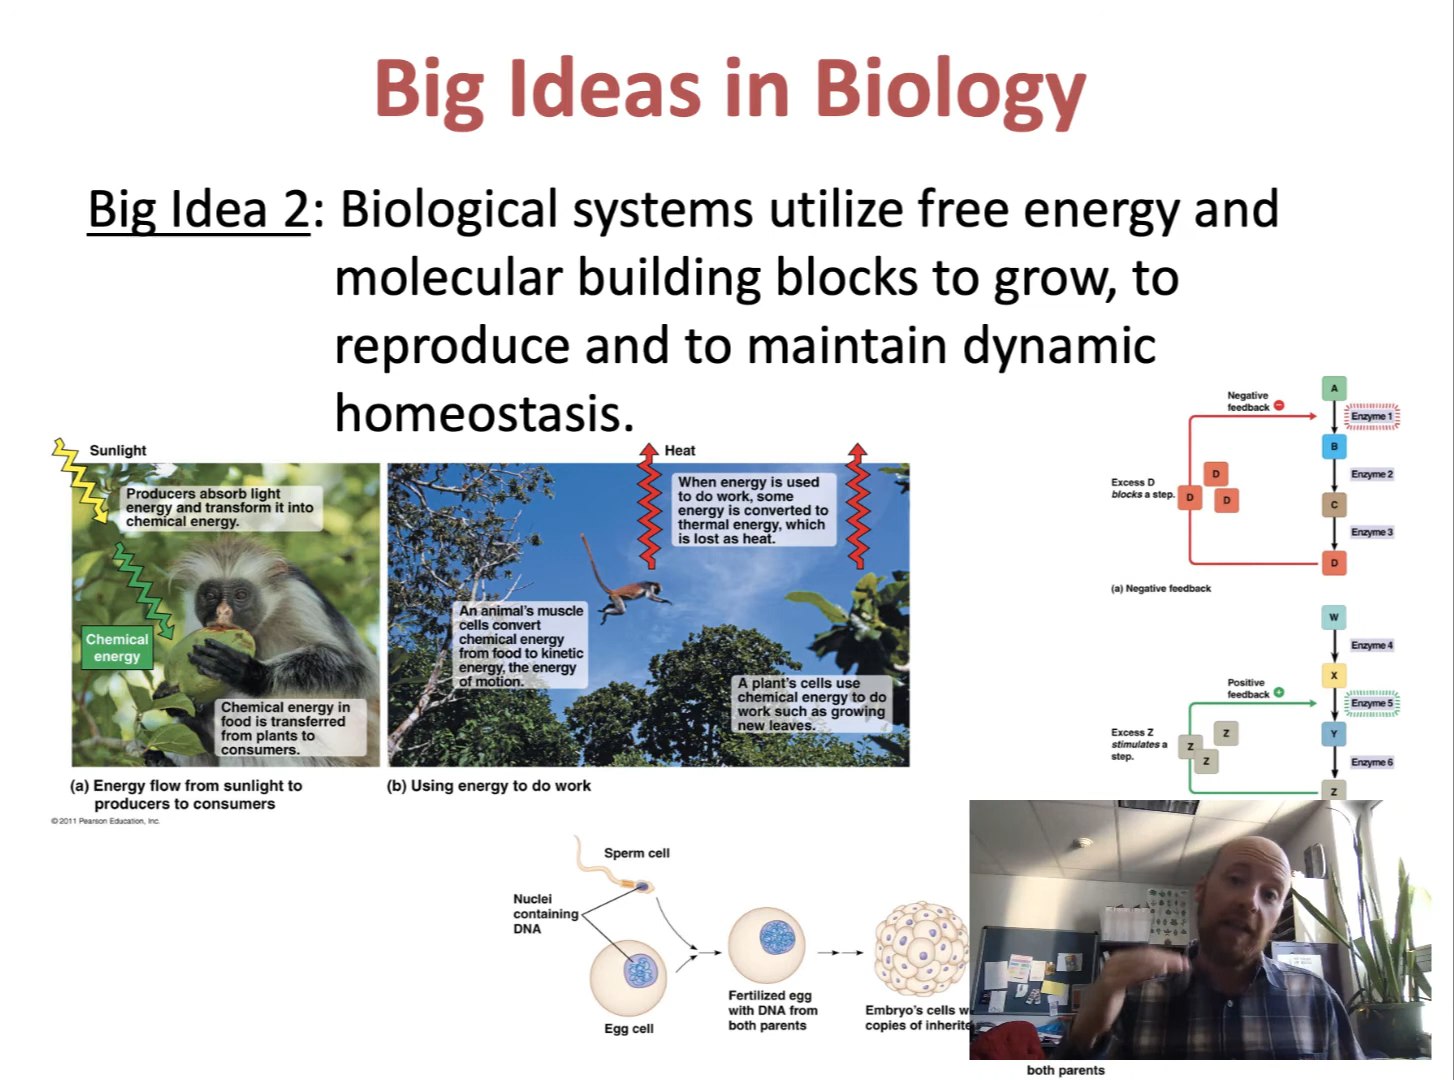 Big Ideas in Biology
Big Idea 2: Biological systems utilize free energy and
molecular building blocks to grow, to
reproduce and to maintain dynamic
homeostasis.
Sunlight
Producers absorb light
energy and transform it into
chemical energy.
Chemical
energy
Chemical energy in
food is transferred
from plants to
consumers.
(a) Energy flow from sunlight to
producers to consumers
© 2011 Pearson Education, Inc.
Heat
When energy is used
to do work, some
energy is converted to
thermal energy, which
is lost as heat.
An animal's muscle
cells convert
chemical energy
from food to kinetic
energy, the energy
of motion.
A plant's cells use
chemical energy to do
work such as growing
new leaves.
(b) Using energy to do work
Negative
feedback
A
Enzyme 1
B
Enzyme 2
Excess D
blocks a step.
D
D
D
C
Enzyme 3
D
(a) Negative feedback
W
Enzyme 4
X
Positive
feedback
Enzyme 5
Excess Z
stimulates a
step.
Z
Z
Z
Y
Enzyme 6
Z
Sperm cell
Nuclei
containing
DNA
Egg cell
Fertilized egg
with DNA from
both parents
Embryo's cells w
copies of inherite
both parents